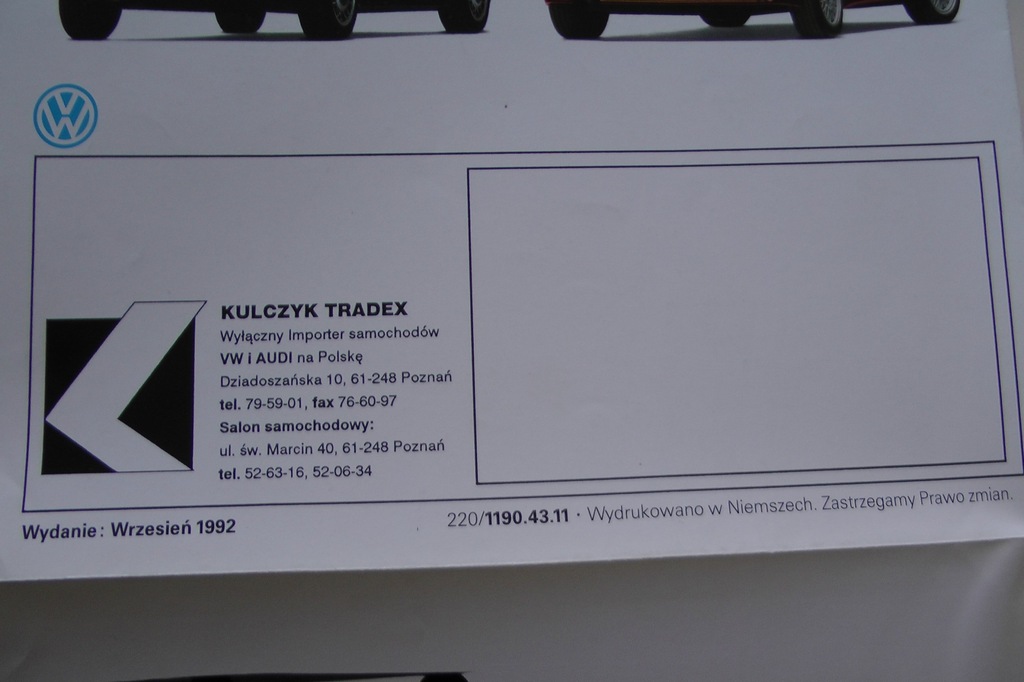 VW
KULCZYK TRADEX
Wyłączny Importer samochodów
VW i AUDI na Polskę
Dziadoszańska 10, 61-248 Poznań
tel. 79-59-01, fax 76-60-97
Salon samochodowy:
ul. św. Marcin 40, 61-248 Poznań
tel. 52-63-16, 52-06-34
Wydanie: Wrzesień 1992
220/1190.43.11 · Wydrukowano w Niemszech. Zastrzegamy Prawo zmian.